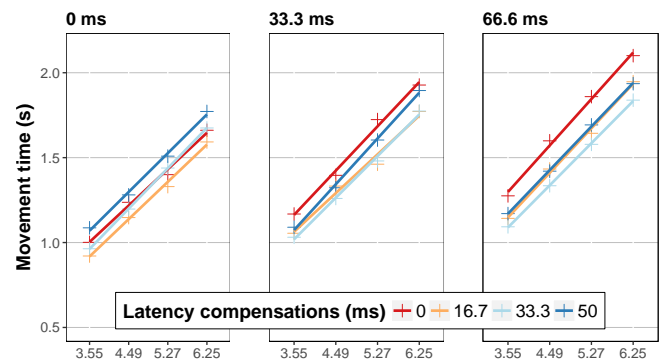 0 ms 33.3 ms 66.6 ms
Movement time (s)
2.0
1.5
1.0
0.5
Latency compensations (ms) 0 16.7 33.3 50
3.55 4.49 5.27 6.25 3.55 4.49 5.27 6.25 3.55 4.49 5.27 6.25